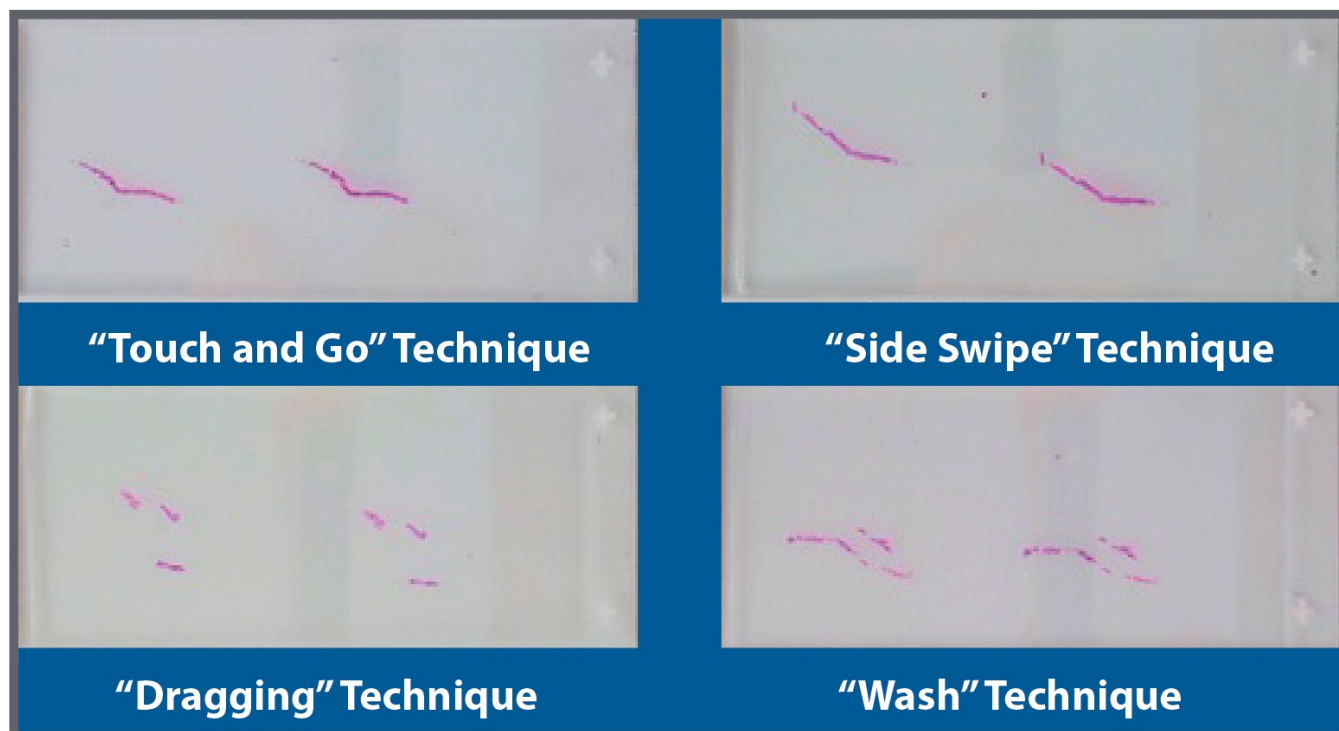 “Touch and Go” Technique
“Side Swipe” Technique
“Dragging” Technique
“Wash” Technique